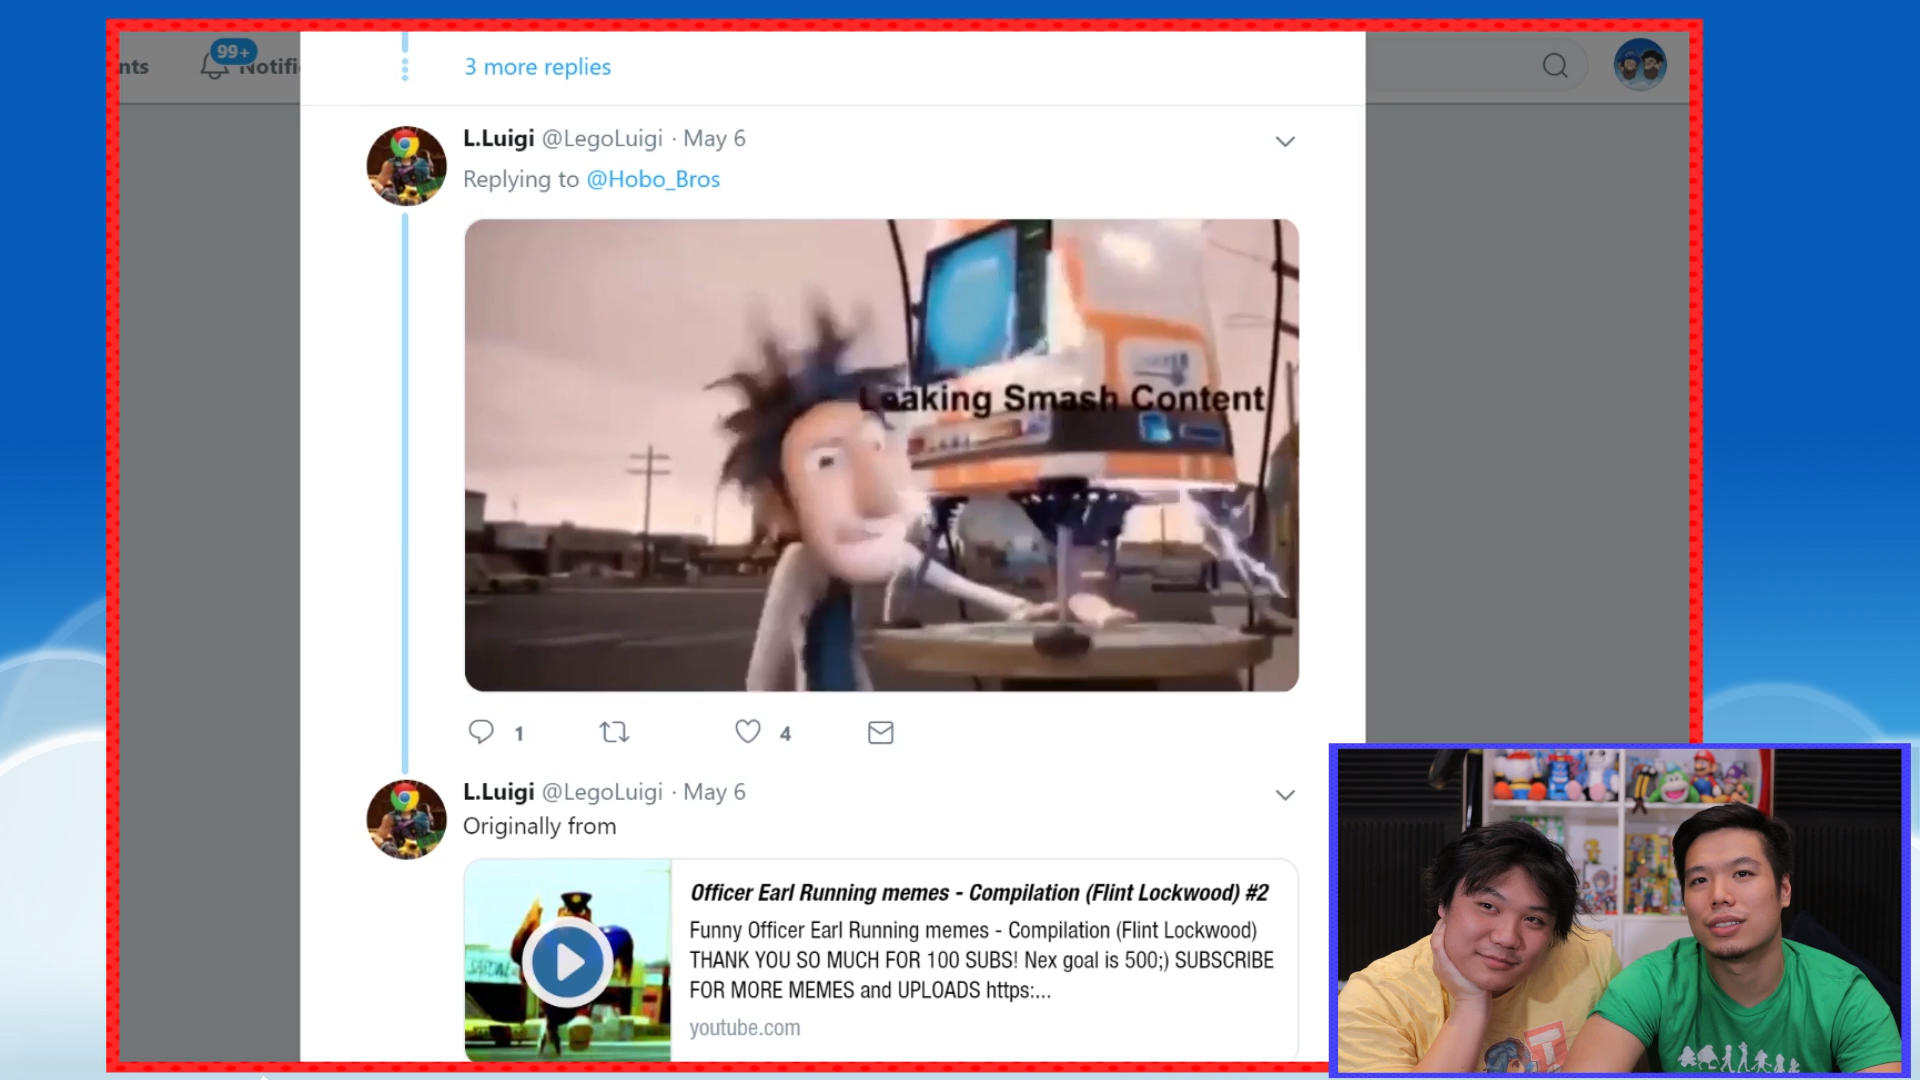 nts
99+
Notifi
3 more replies
L.Luigi @LegoLuigi · May 6
Replying to @Hobo_Bros
Leaking Smash Content
1
4
L.Luigi @LegoLuigi · May 6
Originally from
Officer Earl Running memes - Compilation (Flint Lockwood) #2
Funny Officer Earl Running memes - Compilation (Flint Lockwood)
THANK YOU SO MUCH FOR 100 SUBS! Nex goal is 500;) SUBSCRIBE
FOR MORE MEMES and UPLOADS https:...
youtube.com